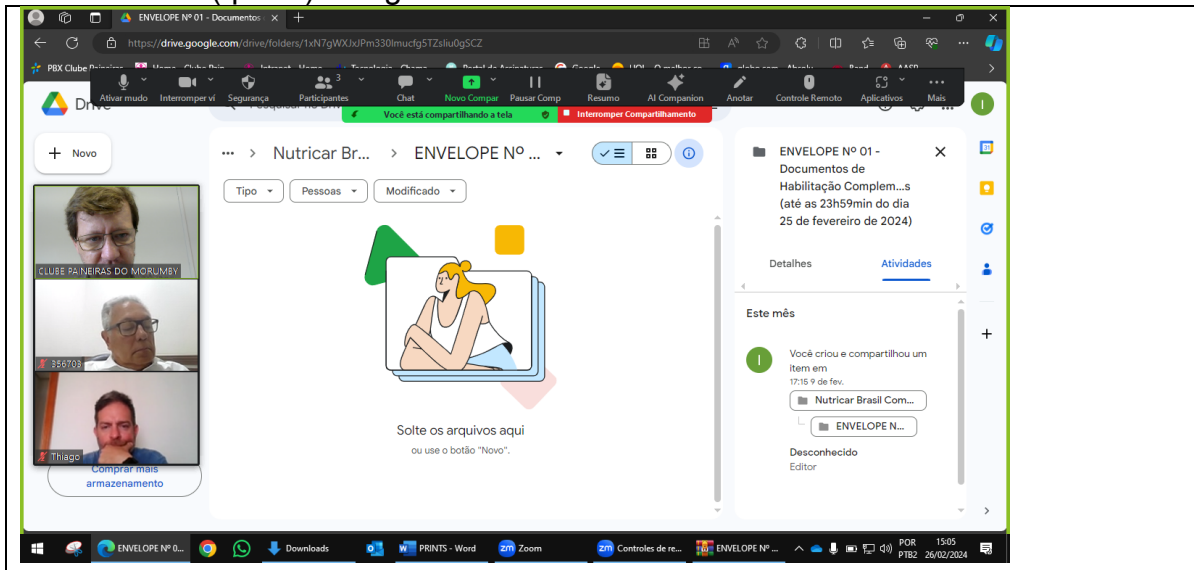 ENVELOPE Nº 01 - Documentos
https://drive.google.com/drive/folders/1xN7gWXJxJPm330lmucfg5TZsliu0gSCZ
PBX Clube
Ativar mudo
Interromper ví
Segurança
Participantes
3
Chat
Novo Compar
Pausar Comp
Resumo
AI Companion
Anotar
Controle Remoto
Aplicativos
Mais
Você está compartilhando a tela
Interromper Compartilhamento
I
+ Novo
... > Nutricar Br... > ENVELOPE Nº ...
Tipo
Pessoas
Modificado
CLUBE PAINEIRAS DO MORUMBY
356703
Thiago
Comprar mais
armazenamento
Solte os arquivos aqui
ou use o botão "Novo".
ENVELOPE Nº 01 -
Documentos de
Habilitação Complem...s
(até as 23h59min do dia
25 de fevereiro de 2024)
Detalhes
Atividades
Este mês
I
Você criou e compartilhou um
item em
17:15 9 de fev.
Nutricar Brasil Com...
ENVELOPE N...
Desconhecido
Editor
31
ENVELOPE Nº 0...
Downloads
PRINTS - Word
Zoom
Controles de re...
ENVELOPE Nº ...
POR
PTB2
15:05
26/02/2024